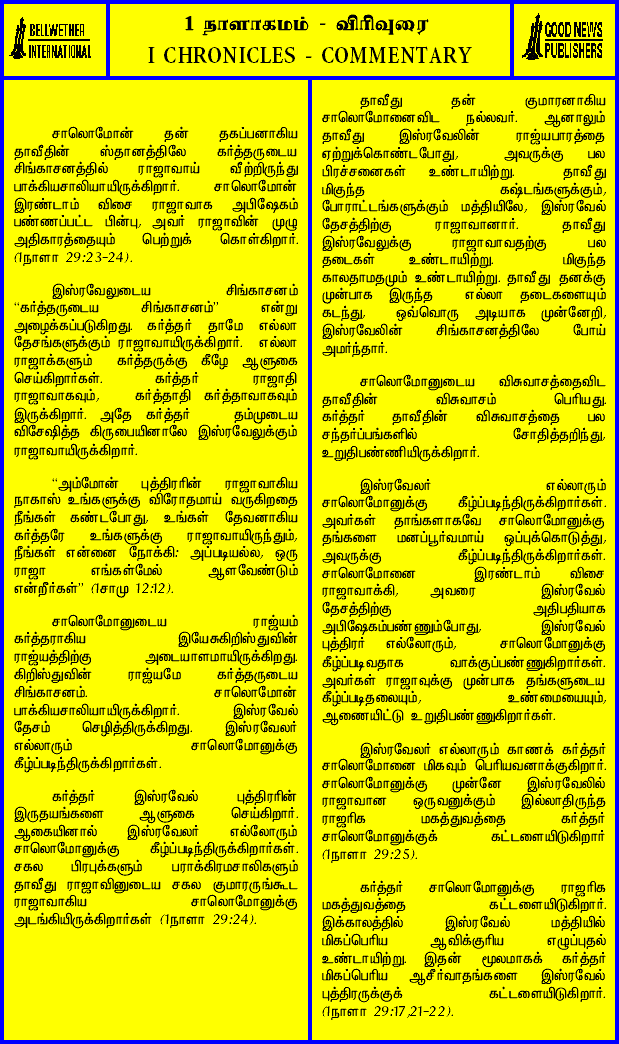 BELLWETHER
INTERNATIONAL
1 நாளாகமம் - விரிவுரை
I CHRONICLES - COMMENTARY
GOOD NEWS
PUBLISHERS
சாலொமோன் தன் தகப்பனாகிய
தாவீதின் ஸ்தானத்திலே கர்த்தருடைய
சிங்காசனத்தில் ராஜாவாய் வீற்றிருந்து
பாக்கியசாலியாயிருக்கிறார். சாலொமோன்
இரண்டாம் விசை ராஜாவாக அபிஷேகம்
பண்ணப்பட்ட பின்பு, அவர் ராஜாவின் முழு
அதிகாரத்தையும் பெற்றுக் கொள்கிறார்.
(1நாளா 29:23-24).
இஸ்ரவேலுடைய சிங்காசனம்
“கர்த்தருடைய சிங்காசனம்” என்று
அழைக்கப்படுகிறது. கர்த்தர் தாமே எல்லா
தேசங்களுக்கும் ராஜாவாயிருக்கிறார். எல்லா
ராஜாக்களும் கர்த்தருக்கு கீழே ஆளுகை
செய்கிறார்கள். கர்த்தர் ராஜாதி
ராஜாவாகவும், கர்த்தாதி கர்த்தாவாகவும்
இருக்கிறார். அதே கர்த்தர் தம்முடைய
விசேஷித்த கிருபையினாலே இஸ்ரவேலுக்கும்
ராஜாவாயிருக்கிறார்.
“அம்மோன் புத்திரரின் ராஜாவாகிய
நாகாஸ் உங்களுக்கு விரோதமாய் வருகிறதை
நீங்கள் கண்டபோது, உங்கள் தேவனாகிய
கர்த்தரே உங்களுக்கு ராஜாவாயிருந்தும்,
நீங்கள் என்னை நோக்கி: அப்படியல்ல, ஒரு
ராஜா எங்கள்மேல் ஆளவேண்டும்
என்றீர்கள்” (1சாமு 12:12).
சாலொமோனுடைய ராஜ்யம்
கர்த்தராகிய இயேசுகிறிஸ்துவின்
ராஜ்யத்திற்கு அடையாளமாயிருக்கிறது.
கிறிஸ்துவின் ராஜ்யமே கர்த்தருடைய
சிங்காசனம். சாலொமோன்
பாக்கியசாலியாயிருக்கிறார். இஸ்ரவேல்
தேசம் செழித்திருக்கிறது. இஸ்ரவேலர்
எல்லாரும் சாலொமோனுக்கு
கீழ்ப்படிந்திருக்கிறார்கள்.
கர்த்தர் இஸ்ரவேல் புத்திரரின்
இருதயங்களை ஆளுகை செய்கிறார்.
ஆகையினால் இஸ்ரவேலர் எல்லோரும்
சாலொமோனுக்கு கீழ்ப்படிந்திருக்கிறார்கள்.
சகல பிரபுக்களும் பராக்கிரமசாலிகளும்
தாவீது ராஜாவினுடைய சகல குமாரருங்கூட
ராஜாவாகிய சாலொமோனுக்கு
அடங்கியிருக்கிறார்கள் (1நாளா 29:24).
தாவீது தன் குமாரனாகிய
சாலொமோனைவிட நல்லவர். ஆனாலும்
தாவீது இஸ்ரவேலின் ராஜ்யபாரத்தை
ஏற்றுக்கொண்டபோது, அவருக்கு பல
பிரச்சனைகள் உண்டாயிற்று. தாவீது
மிகுந்த கஷ்டங்களுக்கும்,
போராட்டங்களுக்கும் மத்தியிலே, இஸ்ரவேல்
தேசத்திற்கு ராஜாவானார். தாவீது
இஸ்ரவேலுக்கு ராஜாவாவதற்கு பல
தடைகள் உண்டாயிற்று. மிகுந்த
காலதாமதமும் உண்டாயிற்று. தாவீது தனக்கு
முன்பாக இருந்த எல்லா தடைகளையும்
கடந்து, ஒவ்வொரு அடியாக முன்னேறி,
இஸ்ரவேலின் சிங்காசனத்திலே போய்
அமர்ந்தார்.
சாலொமோனுடைய விசுவாசத்தைவிட
தாவீதின் விசுவாசம் பெரியது.
கர்த்தர் தாவீதின் விசுவாசத்தை பல
சந்தர்ப்பங்களில் சோதித்தறிந்து,
உறுதிபண்ணியிருக்கிறார்.
இஸ்ரவேலர் எல்லாரும்
சாலொமோனுக்கு கீழ்ப்படிந்திருக்கிறார்கள்.
அவர்கள் தாங்களாகவே சாலொமோனுக்கு
தங்களை மனப்பூர்வமாய் ஒப்புக்கொடுத்து,
அவருக்கு கீழ்ப்படிந்திருக்கிறார்கள்.
சாலொமோனை இரண்டாம் விசை
ராஜாவாக்கி, அவரை இஸ்ரவேல்
தேசத்திற்கு அதிபதியாக
அபிஷேகம்பண்ணும்போது, இஸ்ரவேல்
புத்திரர் எல்லோரும், சாலொமோனுக்கு
கீழ்ப்படிவதாக வாக்குப்பண்ணுகிறார்கள்.
அவர்கள் ராஜாவுக்கு முன்பாக தங்களுடைய
கீழ்ப்படிதலையும், உண்மையையும்,
ஆணையிட்டு உறுதிபண்ணுகிறார்கள்.
இஸ்ரவேலர் எல்லாரும் காணக் கர்த்தர்
சாலொமோனை மிகவும் பெரியவனாக்குகிறார்.
சாலொமோனுக்கு முன்னே இஸ்ரவேலில்
ராஜாவான ஒருவனுக்கும் இல்லாதிருந்த
ராஜரிக மகத்துவத்தை கர்த்தர்
சாலொமோனுக்குக் கட்டளையிடுகிறார்
(1நாளா 29:25).
கர்த்தர் சாலொமோனுக்கு ராஜரிக
மகத்துவத்தை கட்டளையிடுகிறார்.
இக்காலத்தில் இஸ்ரவேல் மத்தியில்
மிகப்பெரிய ஆவிக்குரிய எழுப்புதல்
உண்டாயிற்று. இதன் மூலமாகக் கர்த்தர்
மிகப்பெரிய ஆசீர்வாதங்களை இஸ்ரவேல்
புத்திரருக்குக் கட்டளையிடுகிறார்.
(1நாளா 29:17,21-22).